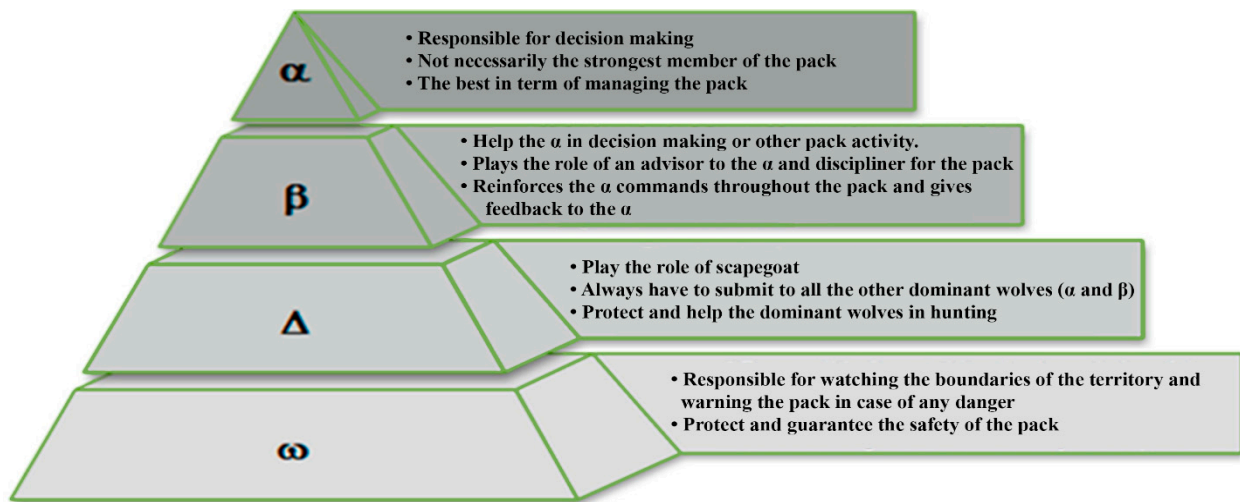 α
• Responsible for decision making
• Not necessarily the strongest member of the pack
• The best in term of managing the pack
β
• Help the α in decision making or other pack activity.
• Plays the role of an advisor to the α and discipliner for the pack
• Reinforces the α commands throughout the pack and gives
feedback to the α
Δ
• Play the role of scapegoat
• Always have to submit to all the other dominant wolves (α and β)
• Protect and help the dominant wolves in hunting
ω
• Responsible for watching the boundaries of the territory and
warning the pack in case of any danger
• Protect and guarantee the safety of the pack